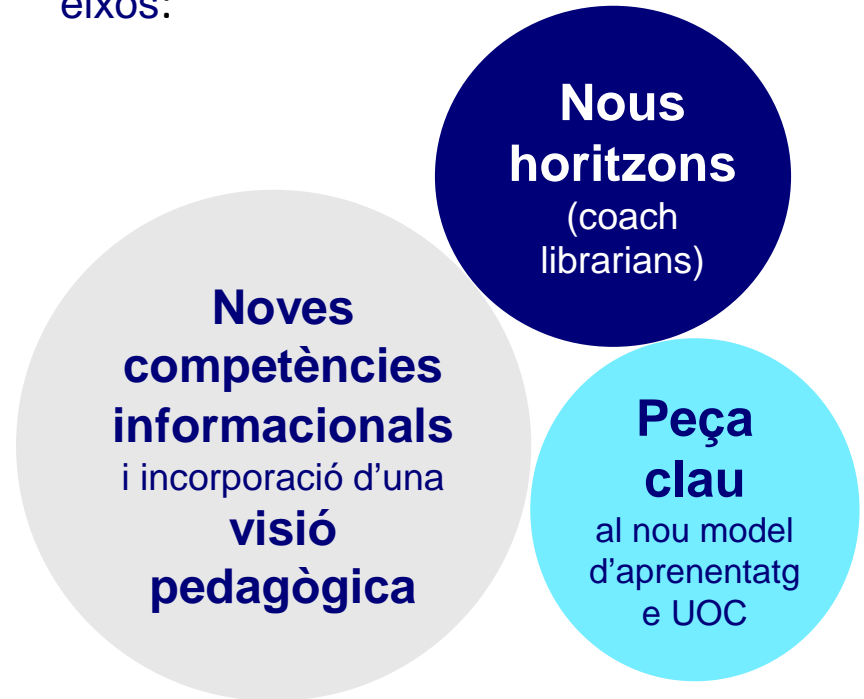 eixos:
Nous
horitzons
(coach
librarians)
Noves
competències
informacionals
i incorporació d’una
visió
pedagògica
Peça
clau
al nou model
d’aprenentatg
e UOC